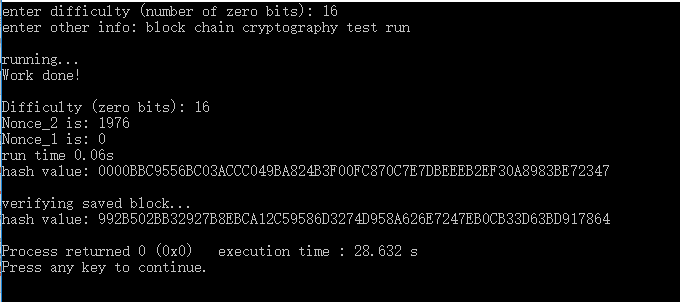 enter difficulty (number of zero bits): 16
enter other info: block chain cryptography test run
running...
Work done!
Difficulty (zero bits): 16
Nonce_2 is: 1976
Nonce_1 is: 0
run time 0.06s
hash value: 0000BBC9556BC03ACCC049BA824B3F00FC870C7E7DBEEEB2EF30A8983BE72347
verifying saved block...
hash value: 992B502BB32927B8EBCA12C59586D3274D958A626E7247EB0CB33D63BD917864
Process returned 0 (0x0)   execution time : 28.632 s
Press any key to continue.